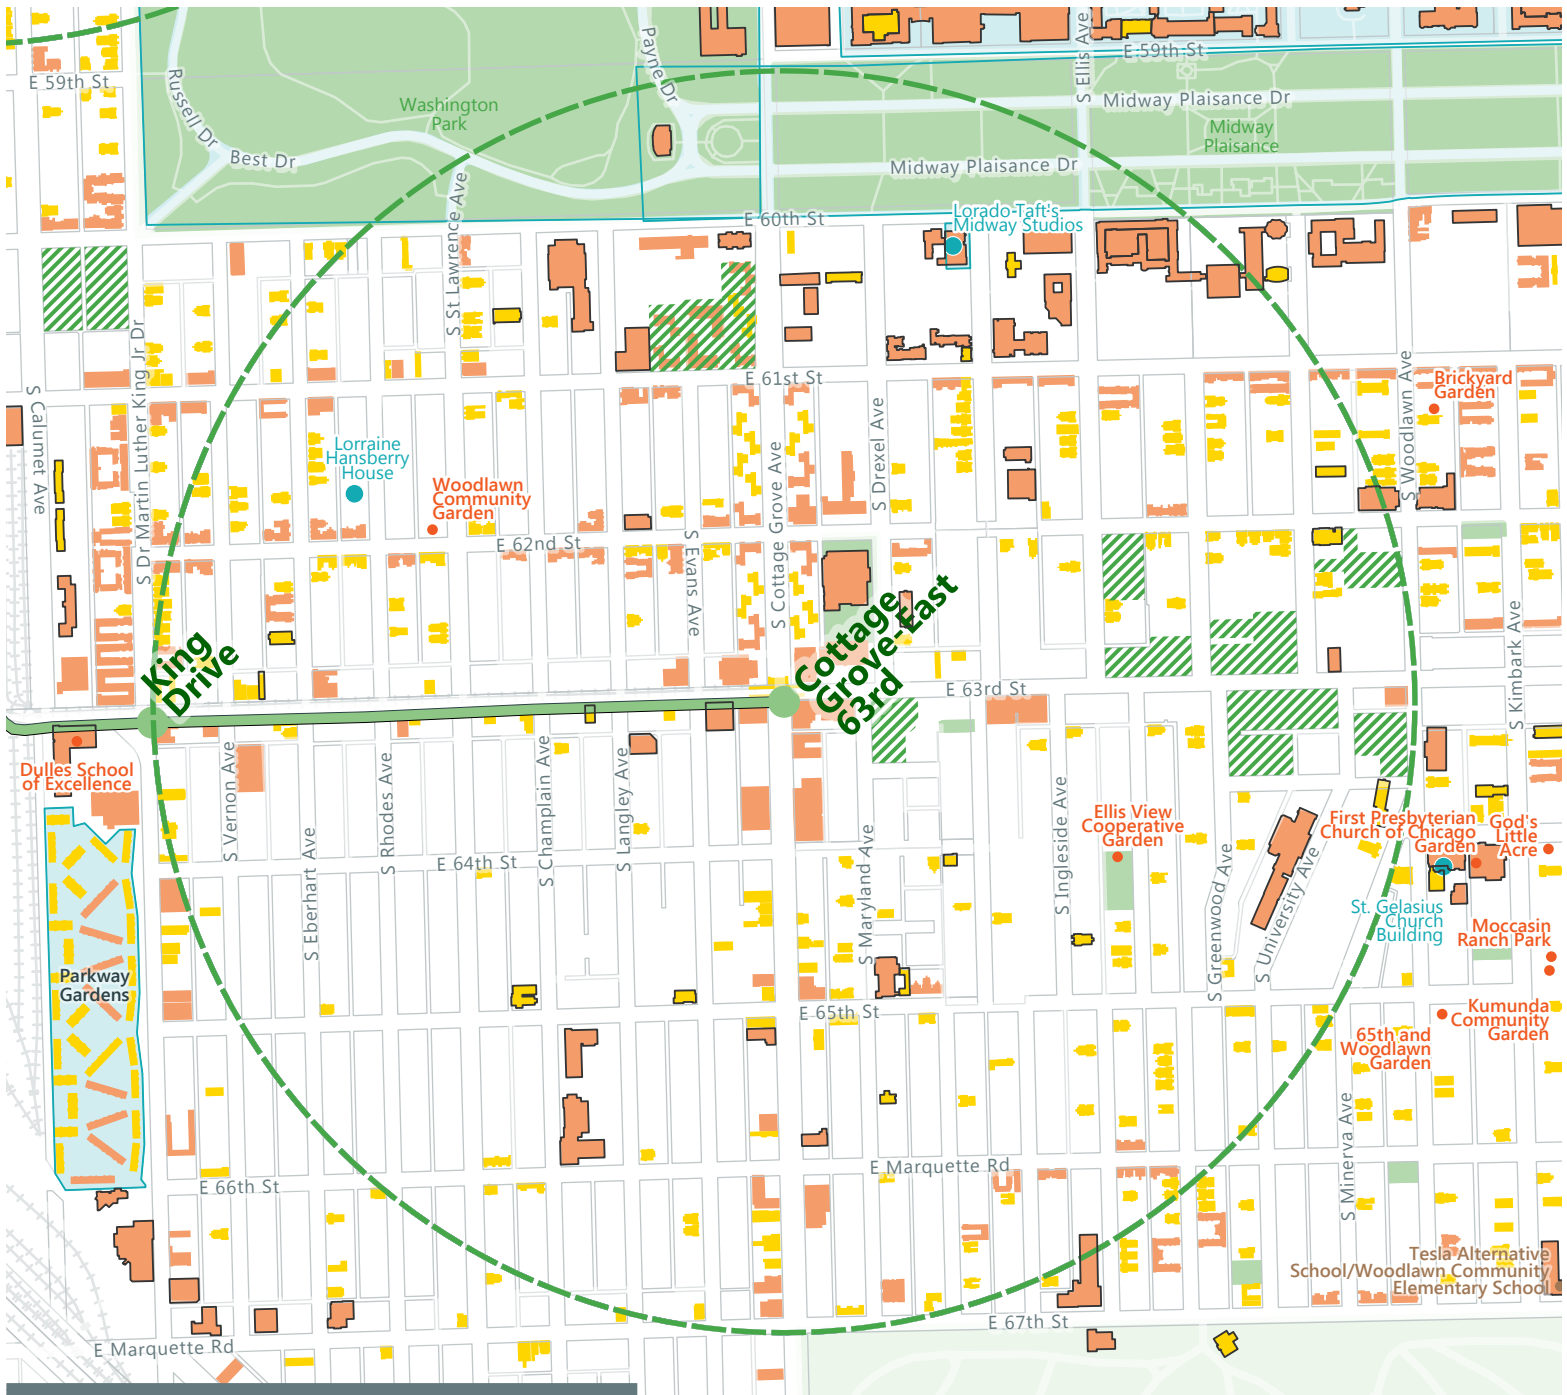 E 59th St
S Ellis Ave
E 59th St
Payne Dr
Russell Dr
Washington
Park
Midway Plaisance Dr
Midway
Plaisance
Best Dr
Midway Plaisance Dr
S St Lawrence Ave
E 60th St
Lorado Taft's
Midway Studios
S Dr Martin Luther King Jr Dr
E 61st St
S Calumet Ave
S Woodlawn Ave
Brickyard
Garden
S Drexel Ave
Lorraine
Hansberry
House
S Cottage Grove Ave
Woodlawn
Community
Garden
E 62nd St
S Evans Ave
S Kimbark Ave
King
Drive
Cottage
Grove-East
63rd
E 63rd St
Dulles School
of Excellence
S Vernon Ave
S Rhodes Ave
S Champlain Ave
S Langley Ave
S Ingleside Ave
Ellis View
Cooperative
Garden
First Presbyterian
Church of Chicago
Garden
God's
Little
Acre
S Eberhart Ave
E 64th St
S Maryland Ave
S Greenwood Ave
S University Ave
St. Gelasius
Church
Building
Moccasin
Ranch Park
Parkway
Gardens
E 65th St
Kumunda
Community
Garden
65th and
Woodlawn
Garden
S Minerva Ave
E Marquette Rd
E 66th St
Tesla Alternative
School/Woodlawn Community
Elementary School
E 67th St
E Marquette Rd